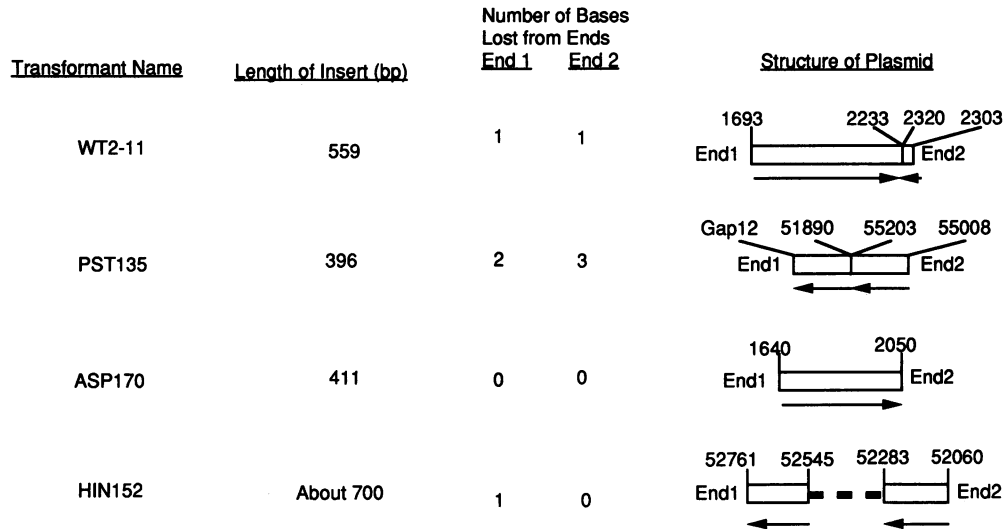 Number of Bases
Lost from Ends
Transformant Name Length of Insert (bp) End 1 End 2 Structure of Plasmid
1693 2233 2320 2303
WT2-11 559 1 1 End1 End2
Gap12 51890 55203 55008
PST135 396 2 3 End1 End2
1640 2050
ASP170 411 0 0 End1 End2
52761 52545 52283 52060
HIN152 About 700 1 0 End1 End2